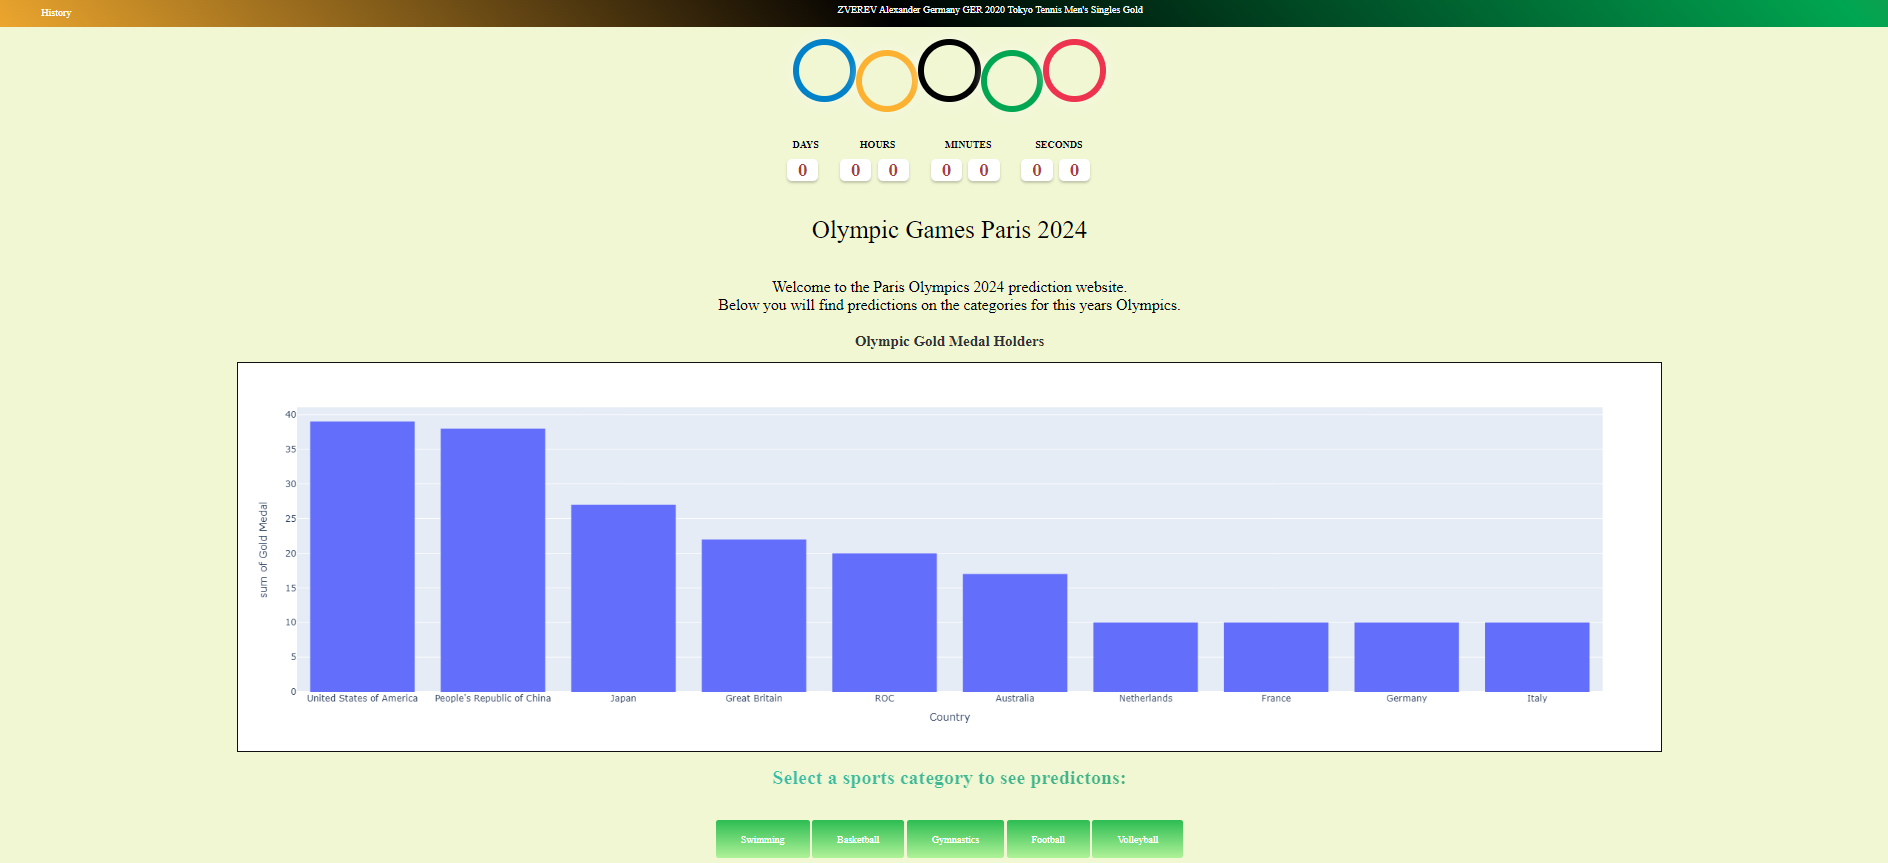 History
ZVEREV Alexander Germany GER 2020 Tokyo Tennis Men's Singles Gold
DAYS HOURS MINUTES SECONDS
0 0 0 0 0 0 0
Olympic Games Paris 2024
Welcome to the Paris Olympics 2024 prediction website.
Below you will find predictions on the categories for this years Olympics.
Olympic Gold Medal Holders
sum of Gold Medal
40
35
30
25
20
15
10
5
0
United States of America People's Republic of China Japan Great Britain ROC Australia Netherlands France Germany Italy
Country
Select a sports category to see predictons:
Swimming Basketball Gymnastics Football Volleyball